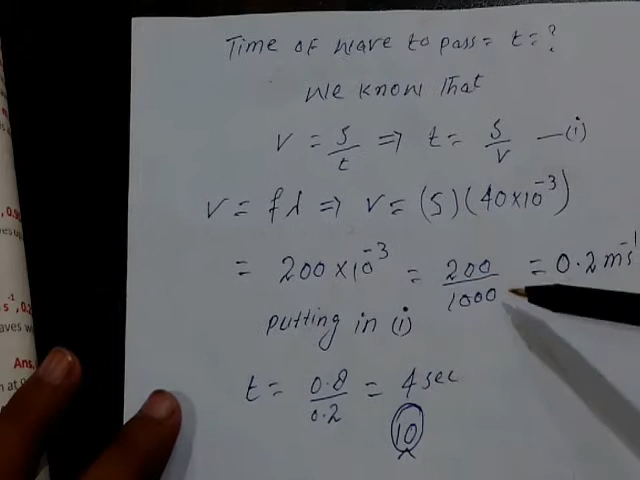 Time of wave to pass = t = ?
We know that
v = S/t ⇒ t = S/v —(i)
v = fλ ⇒ v = (5)(40×10⁻³)
= 200×10⁻³ = 200/1000 = 0.2 ms⁻¹
putting in (i)
t = 0.8/0.2 = 4 sec
10
Ans